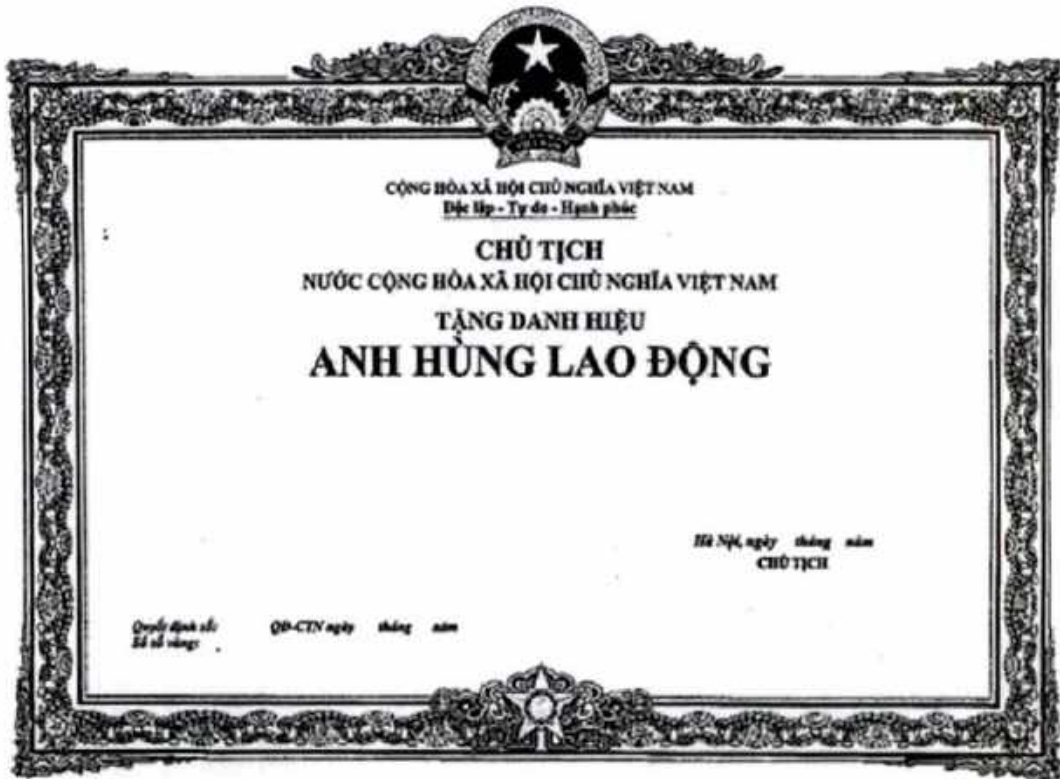 CỘNG HÒA XÃ HỘI CHỦ NGHĨA VIỆT NAM
Độc lập - Tự do - Hạnh phúc
CHỦ TỊCH
NƯỚC CỘNG HÒA XÃ HỘI CHỦ NGHĨA VIỆT NAM
TẶNG DANH HIỆU
ANH HÙNG LAO ĐỘNG
Hà Nội, ngày tháng năm
CHỦ TỊCH
Quyết định số: QĐ-CTN ngày tháng năm
Số sổ vàng: